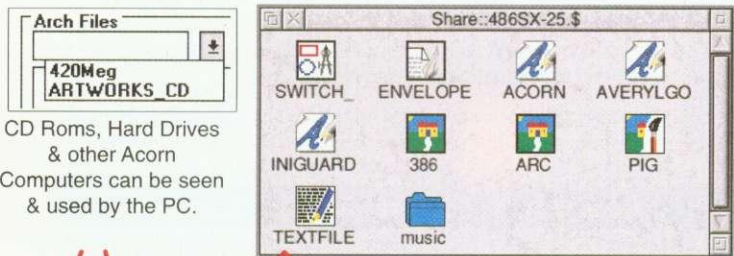 Arch Files
420Meg
ARTWORKS_CD
CD Roms, Hard Drives
& other Acorn
Computers can be seen
& used by the PC.
Share::486SX-25.$
SWITCH_ ENVELOPE ACORN AVERYLGO
INIGUARD 386 ARC PIG
TEXTFILE music